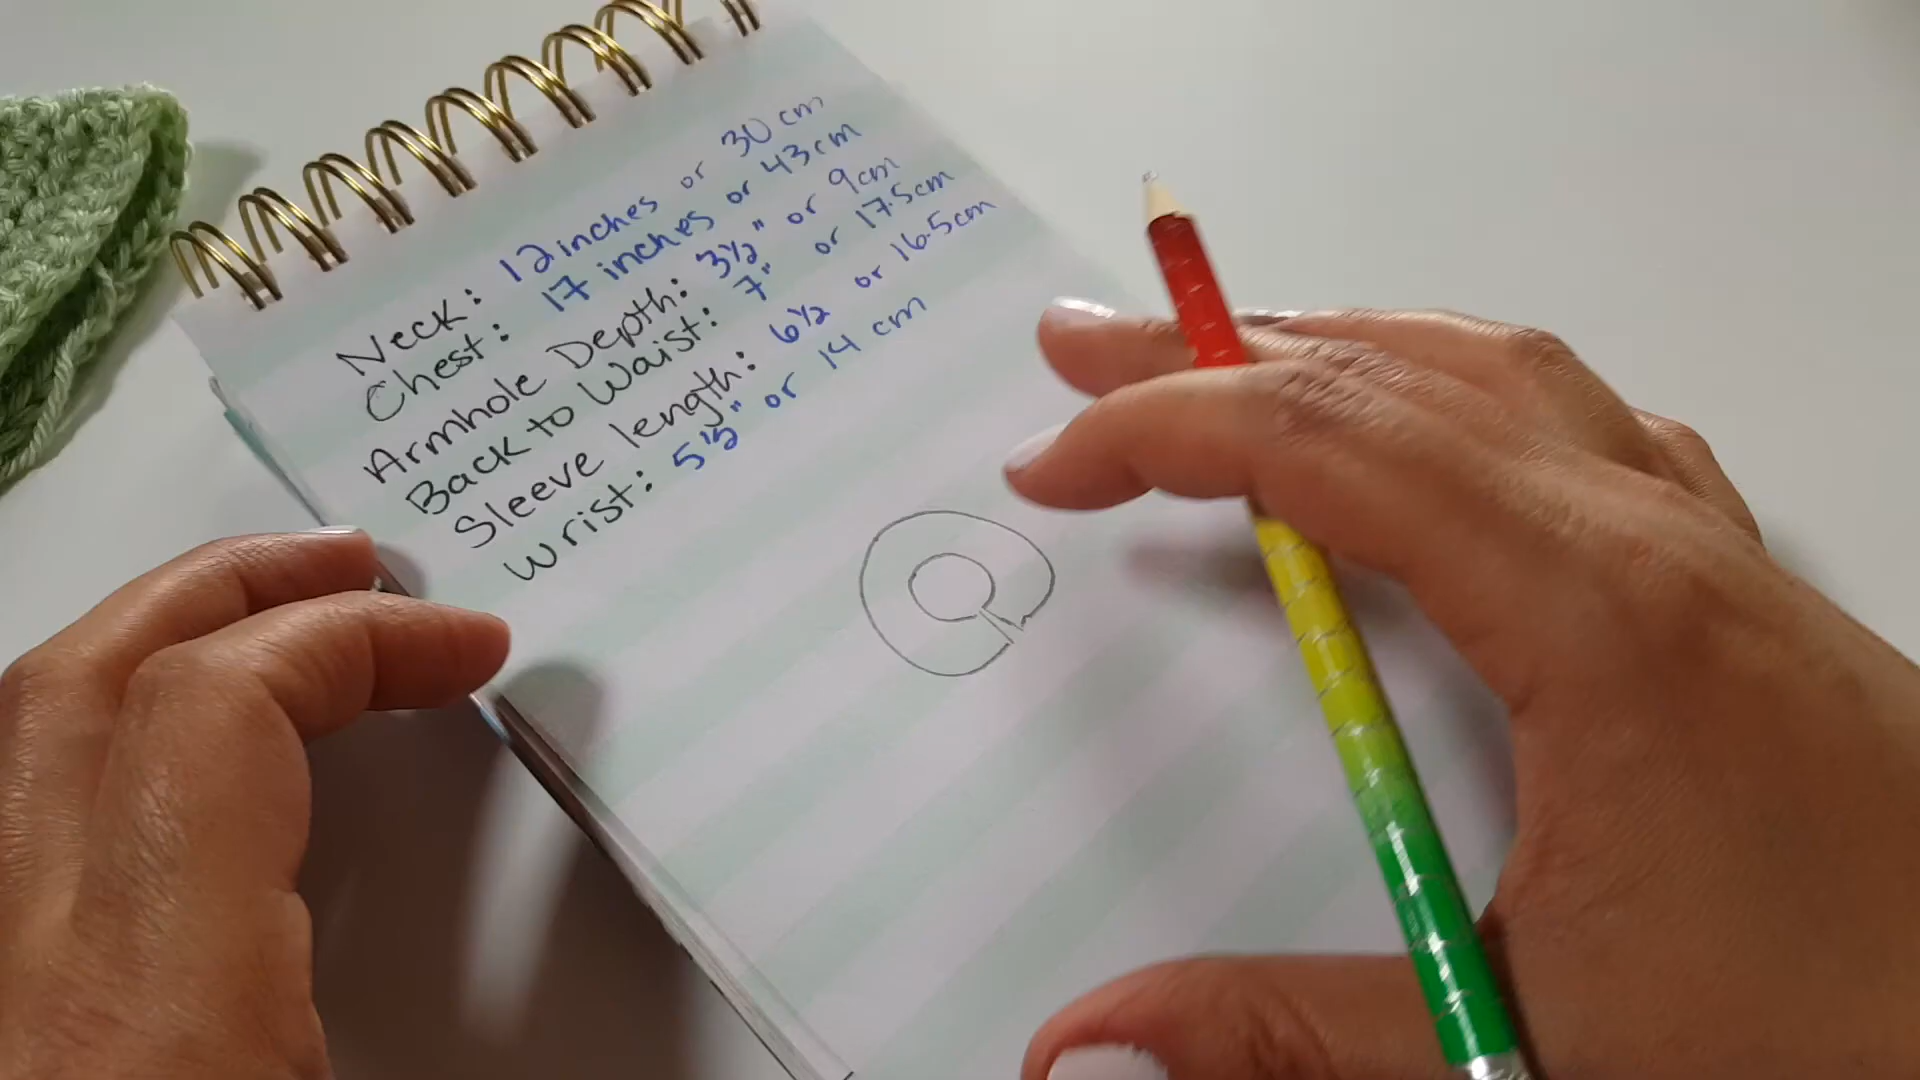 Neck: 12 inches or 30 cm
Chest: 17 inches or 43cm
Armhole Depth: 3½" or 9cm
Back to Waist: 7" or 17.5cm
Sleeve length: 6½ or 16.5cm
Wrist: 5½" or 14 cm